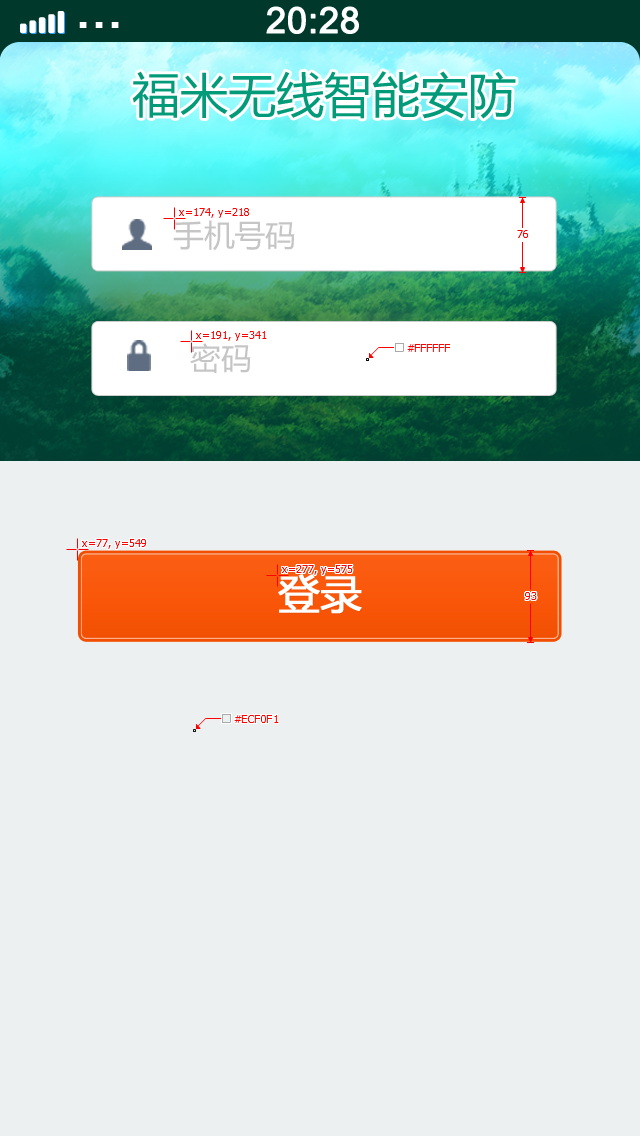 20:28
福米无线智能安防
x=174, y=218
手机号码
76
x=191, y=341
密码
#FFFFFF
x=77, y=549
x=277, y=575
登录
93
#ECF0F1